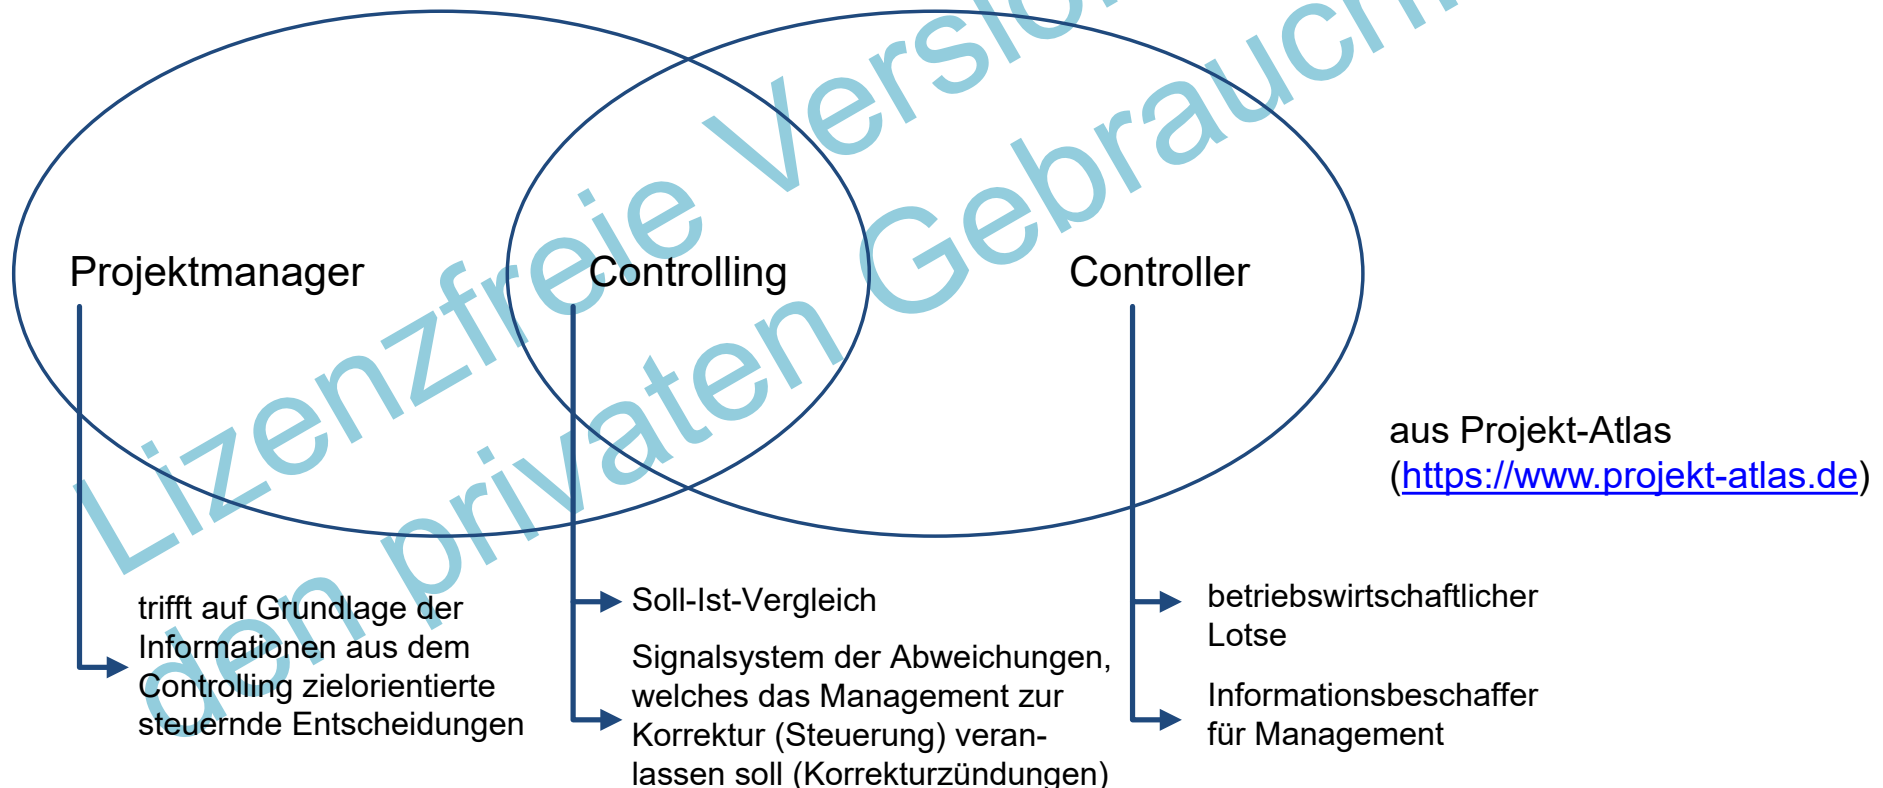 Projektmanager
Controlling
Controller
aus Projekt-Atlas
(https://www.projekt-atlas.de)
trifft auf Grundlage der
Informationen aus dem
Controlling zielorientierte
steuernde Entscheidungen
Soll-Ist-Vergleich
Signalsystem der Abweichungen,
welches das Management zur
Korrektur (Steuerung) veran-
lassen soll (Korrekturzündungen)
betriebswirtschaftlicher
Lotse
Informationsbeschaffer
für Management
Lizenzfreie
den privaten Gebrauch